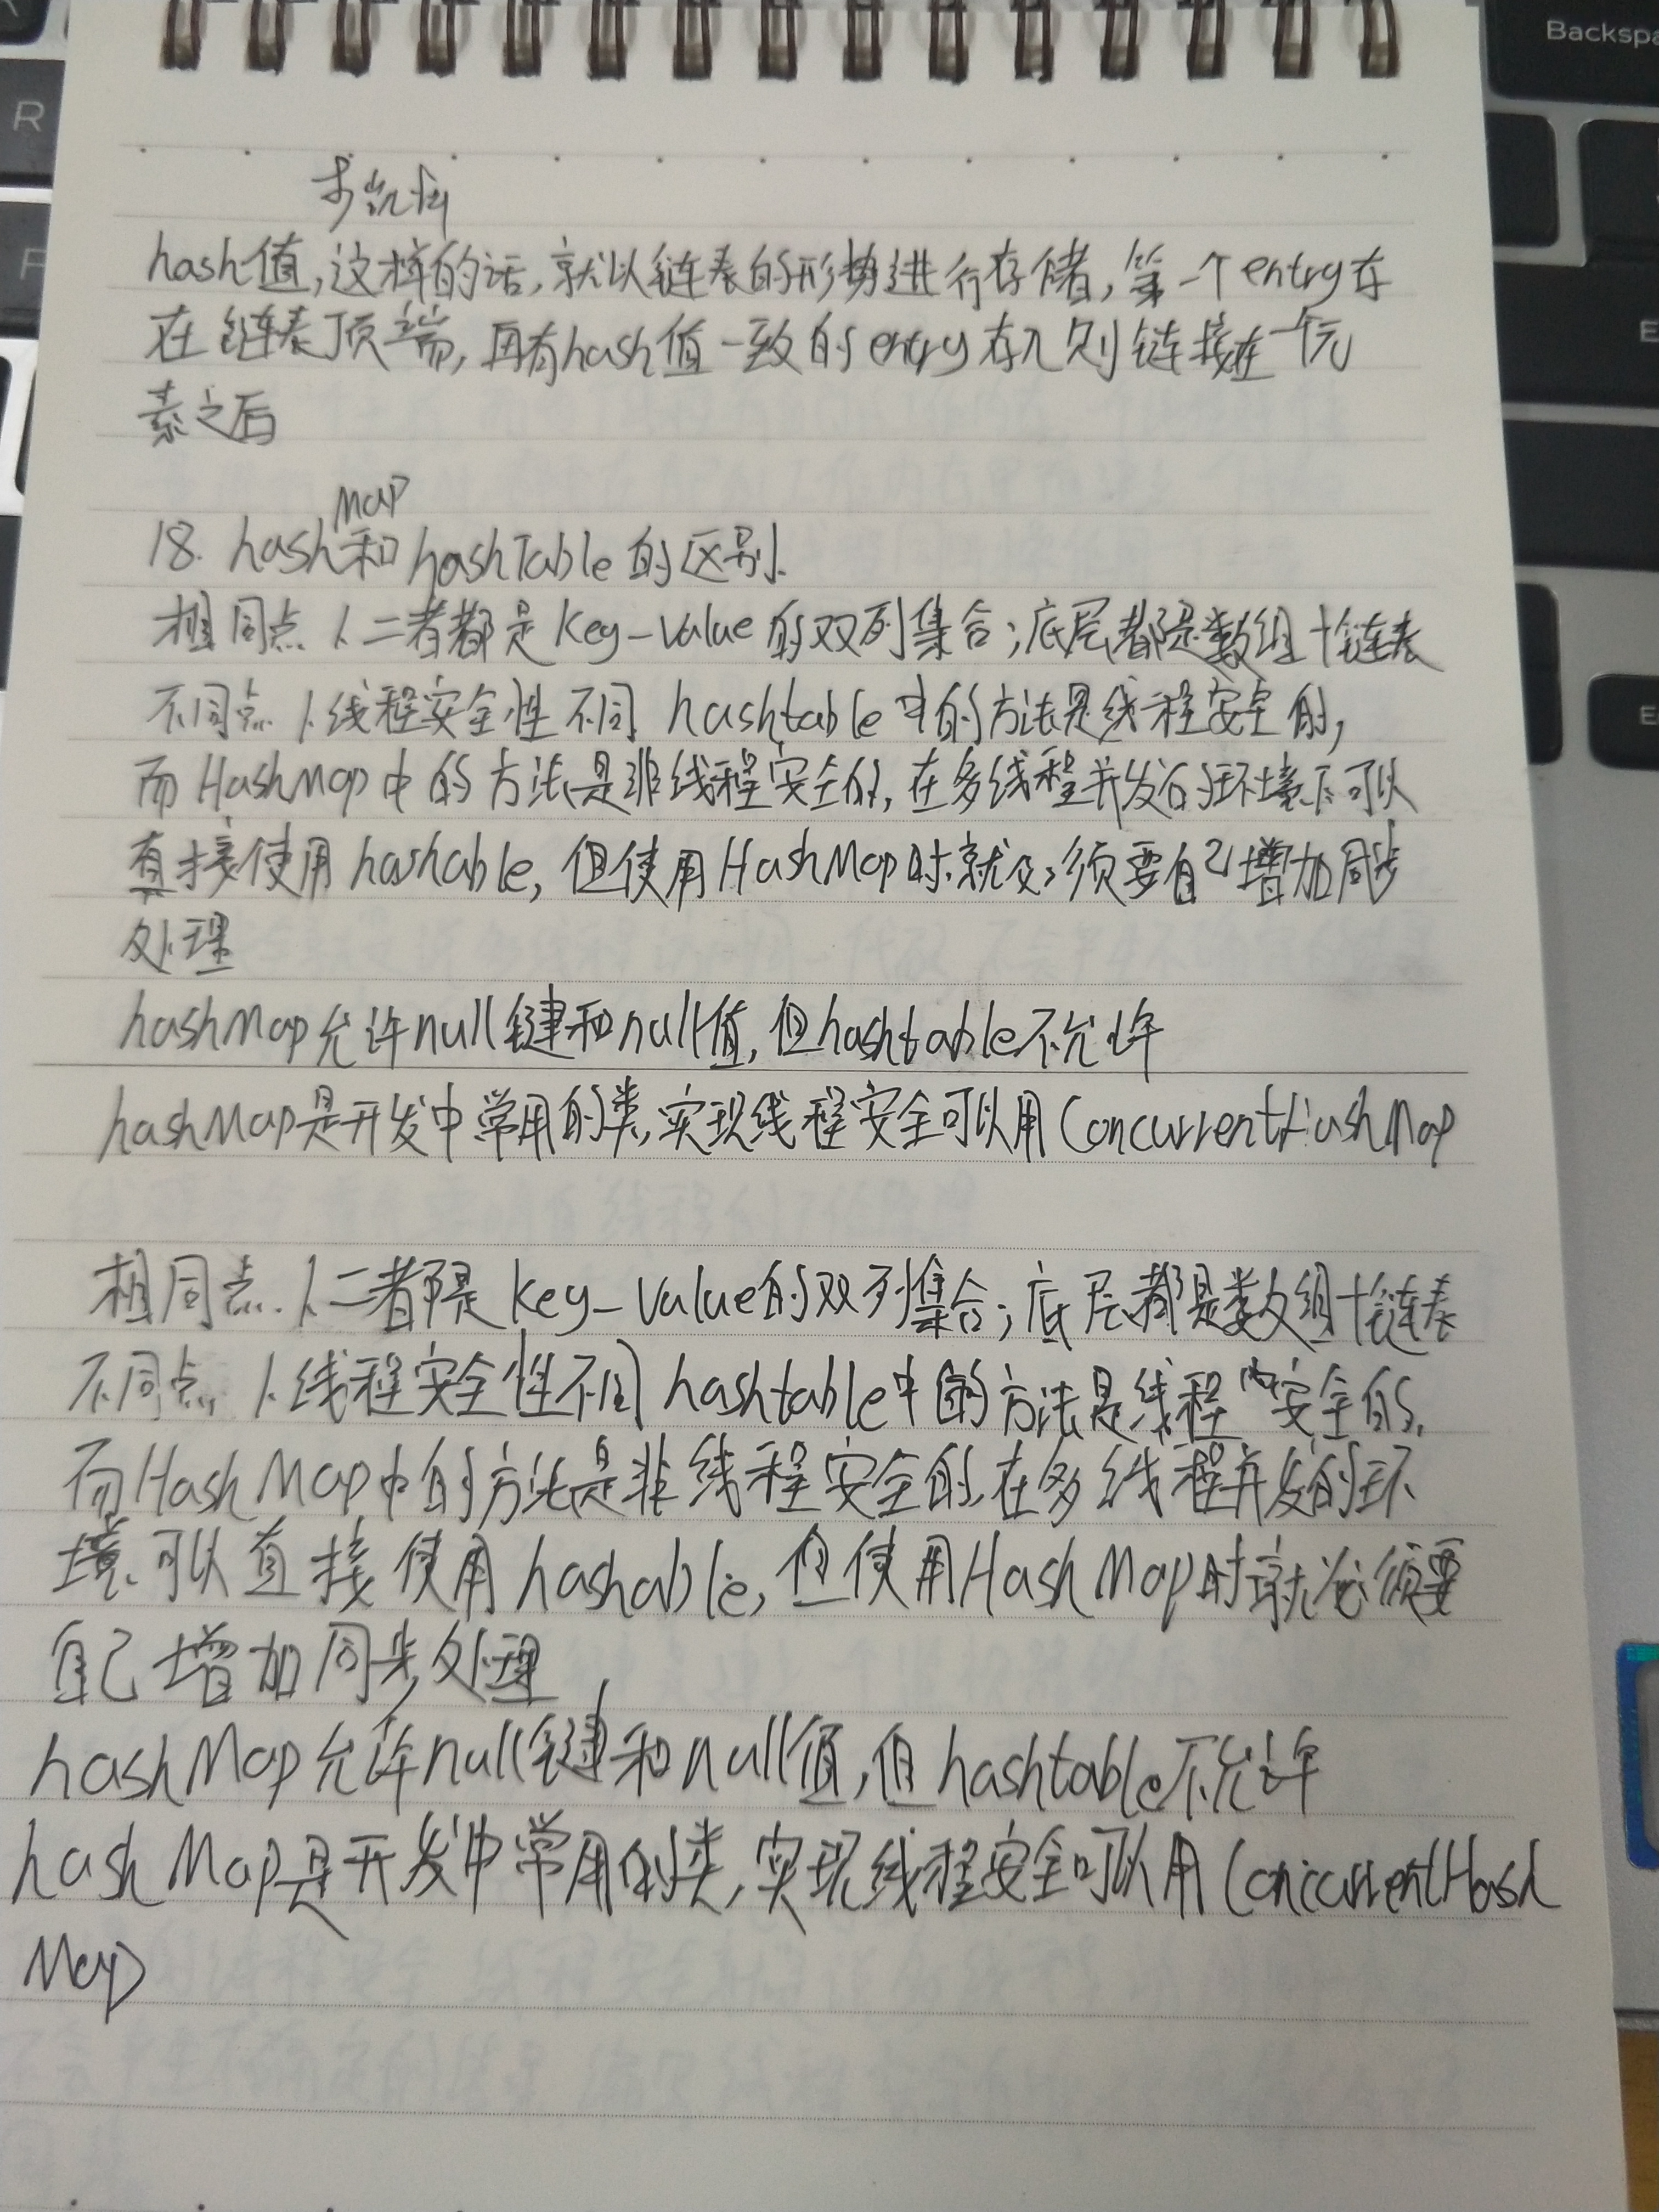 hash值,这样的话,就以链表的形势进行存储,第一个entry存
在链表顶端,再有hash值一致的entry存入则链接在一个元
素之后
Map
18. hash和hashTable的区别.
相同点 1.二者都是Key-Value的双列集合;底层都是数组+链表
不同点 1.线程安全性不同 hashtable中的方法是线程安全的,
而HashMap中的方法是非线程安全的,在多线程并发的环境下可以
直接使用hashable,但使用HashMap时就必须要自己增加同步
处理
hashMap允许null键和null值,但hashtable不允许
hashMap是开发中常用的类,实现线程安全可以用ConcurrentHashMap
相同点.1.二者都是Key-Value的双列集合;底层都是数组+链表
不同点 1.线程安全性不同 hashtable中的方法是线程安全的,
而HashMap中的方法是非线程安全的,在多线程并发的环
境,可以直接使用hashable,但使用HashMap时就必须要
自己增加同步处理
hashMap允许null键和null值,但hashtable不允许
hashMap是开发中常用的类,实现线程安全可以用ConcurrentHash
Map
Backspa
R
F